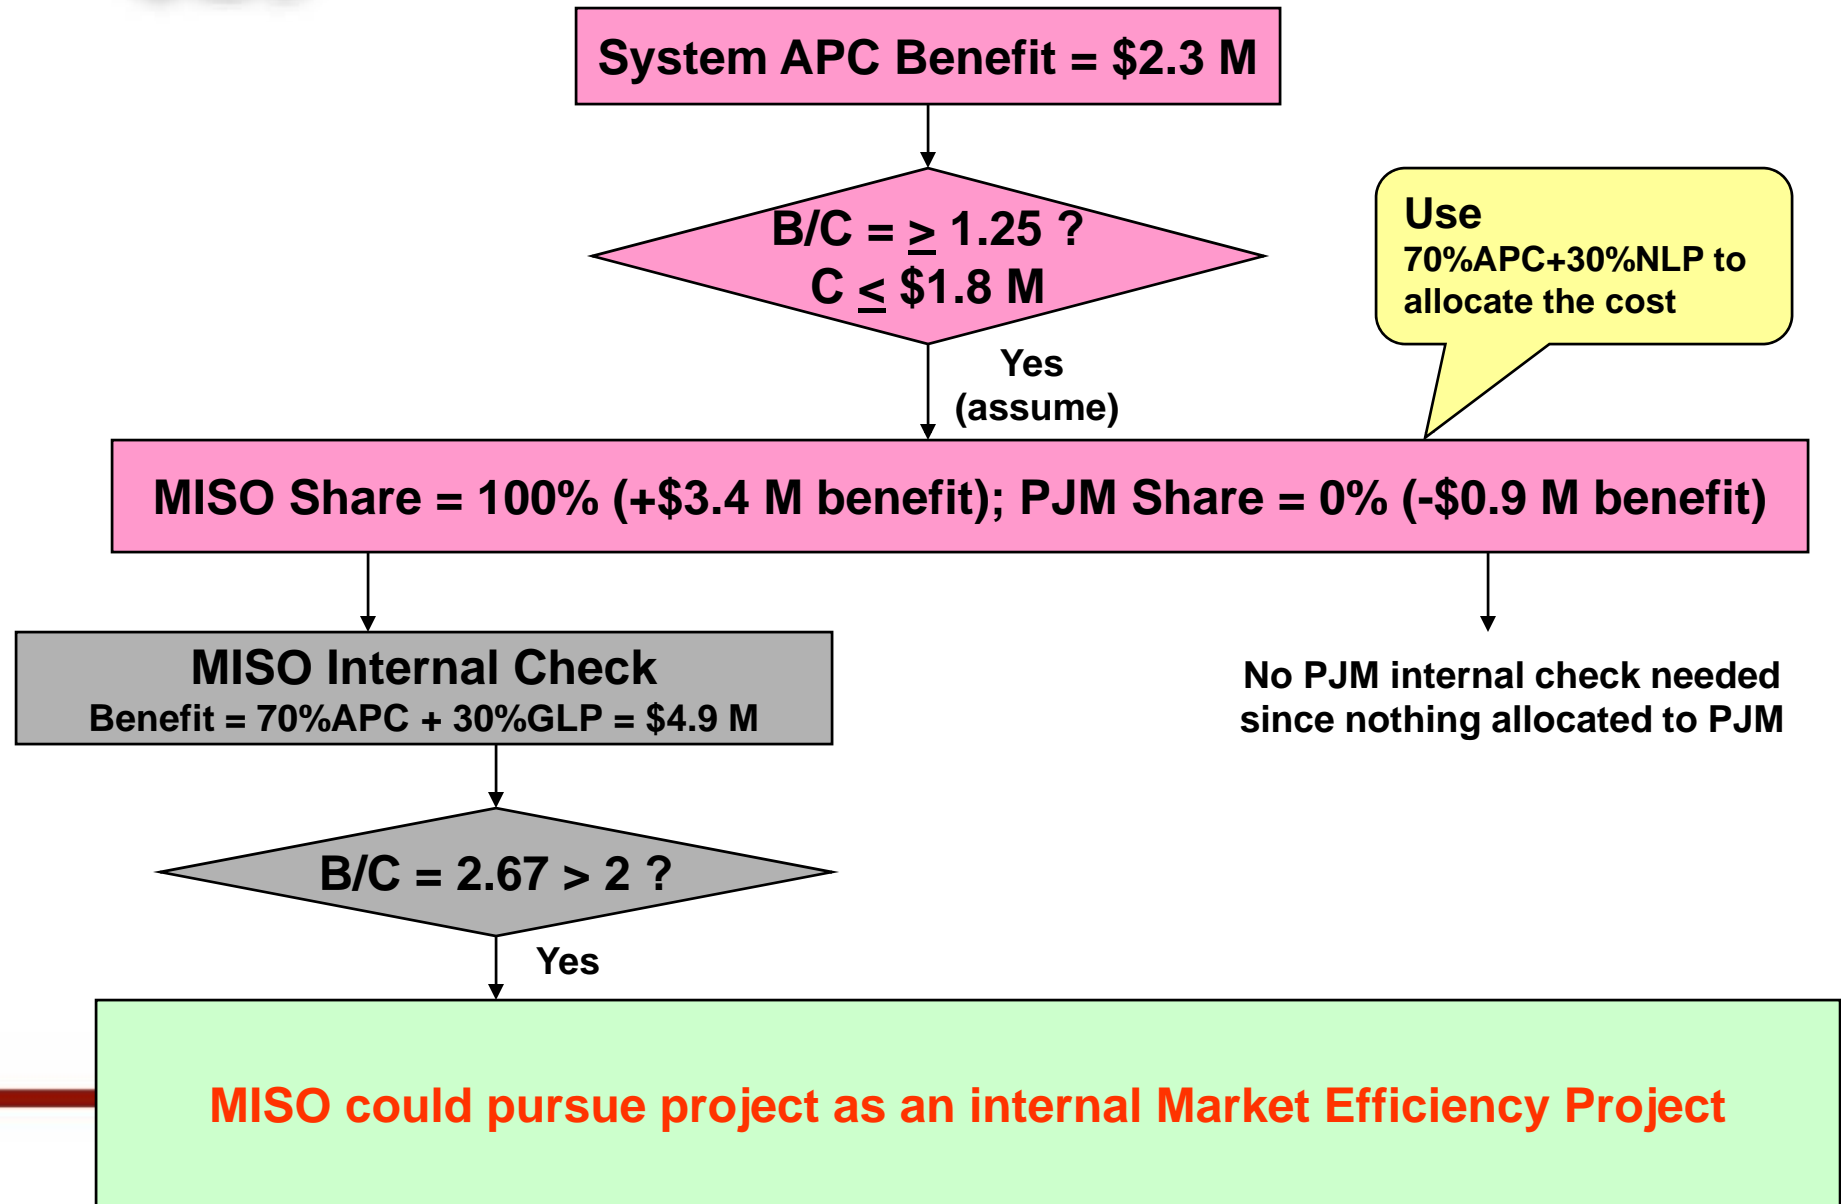 System APC Benefit = $2.3 M
B/C = ≥ 1.25 ?
C ≤ $1.8 M
Use
70%APC+30%NLP to
allocate the cost
Yes
(assume)
MISO Share = 100% (+$3.4 M benefit); PJM Share = 0% (-$0.9 M benefit)
MISO Internal Check
Benefit = 70%APC + 30%GLP = $4.9 M
No PJM internal check needed
since nothing allocated to PJM
B/C = 2.67 > 2 ?
Yes
MISO could pursue project as an internal Market Efficiency Project